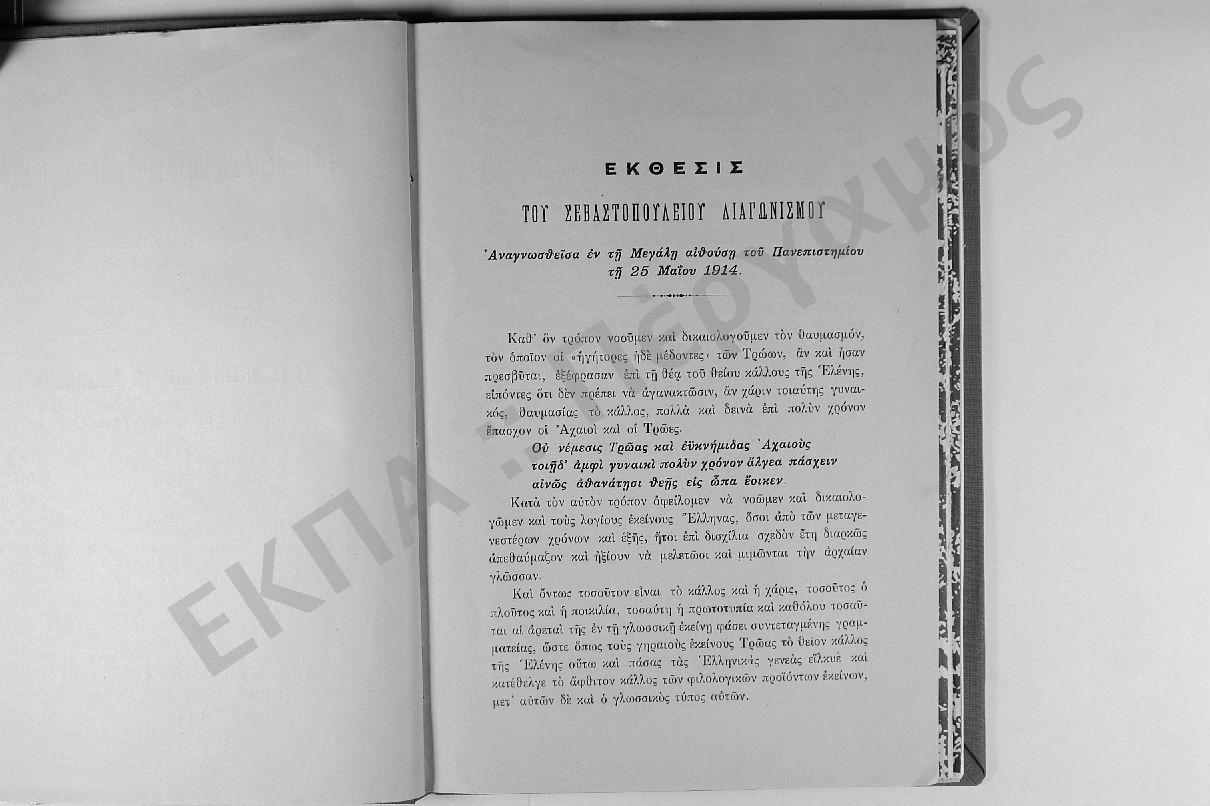 ΕΚΘΕΣΙΣ
ΤΟΥ ΣΕΒΑΣΤΟΠΟΥΛΕΙΟΥ ΔΙΑΓΩΝΙΣΜΟΥ
Ἀναγνωσθεῖσα ἐν τῇ Μεγάλῃ αἰθούσῃ τοῦ Πανεπιστημίου
τῇ 25 Μαΐου 1914.
Καθ' ὃν τρόπον νοοῦμεν καὶ δικαιολογοῦμεν τὸν θαυμασμόν,
τὸν ὁποῖον οἱ «ἡγήτορες ἠδὲ μέδοντες» τῶν Τρώων, ἂν καὶ ἦσαν
πρεσβῦται, ἐξέφρασαν ἐπὶ τῇ θέᾳ τοῦ θείου κάλλους τῆς Ἑλένης,
εἰπόντες ὅτι δὲν πρέπει νὰ ἀγανακτῶσιν, ἂν χάριν τοιαύτης γυναι-
κός, θαυμασίας τὸ κάλλος, πολλὰ καὶ δεινὰ ἐπὶ πολὺν χρόνον
ἔπασχον οἱ Ἀχαιοὶ καὶ οἱ Τρῶες.
Οὐ νέμεσις Τρῶας καὶ ἐυκνήμιδας Ἀχαιοὺς
τοιῇδ' ἀμφὶ γυναικὶ πολὺν χρόνον ἄλγεα πάσχειν
αἰνῶς ἀθανάτῃσι θεῇς εἰς ὦπα ἔοικεν.
Κατὰ τὸν αὐτὸν τρόπον ὀφείλομεν νὰ νοῶμεν καὶ δικαιολο-
γῶμεν καὶ τοὺς λογίους ἐκείνους Ἕλληνας, ὅσοι ἀπὸ τῶν μεταγε-
νεστέρων χρόνων καὶ ἑξῆς, ἤτοι ἐπὶ δισχίλια σχεδὸν ἔτη διαρκῶς
ἀπεθαύμαζον καὶ ἠξίουν νὰ μελετῶσι καὶ μιμῶνται τὴν ἀρχαίαν
γλῶσσαν.
Καὶ ὄντως τοσοῦτον εἶναι τὸ κάλλος καὶ ἡ χάρις, τοσοῦτος ὁ
πλοῦτος καὶ ἡ ποικιλία, τοσαύτη ἡ πρωτοτυπία καὶ καθόλου τοσαῦ-
ται αἱ ἀρεταὶ τῆς ἐν τῇ γλωσσικῇ ἐκείνῃ φάσει συντεταγμένης γραμ-
ματείας, ὥστε ὅπως τοὺς γηραιοὺς ἐκείνους Τρῶας τὸ θεῖον κάλλος
τῆς Ἑλένης οὕτω καὶ πάσας τὰς Ἑλληνικὰς γενεὰς εἵλκυε καὶ
κατέθελγε τὸ ἄφθιτον κάλλος τῶν φιλολογικῶν προϊόντων ἐκείνων,
μετ' αὐτῶν δὲ καὶ ὁ γλωσσικὸς τύπος αὐτῶν.
ΕΚΠΑ : Πέργαμος